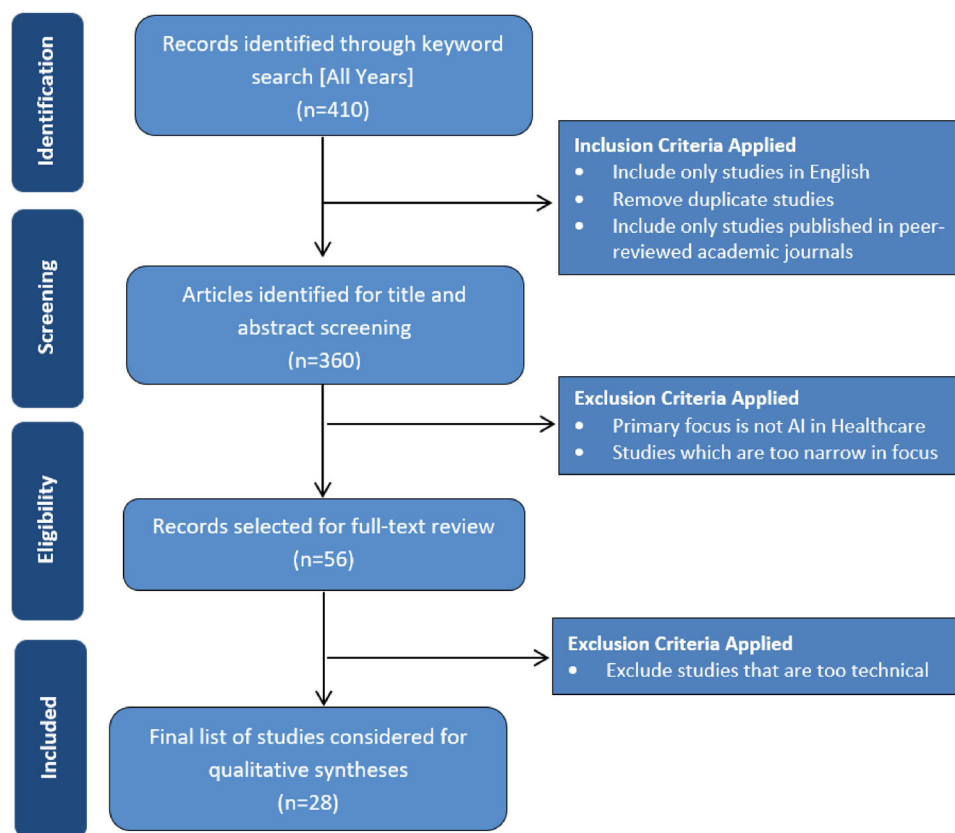 Identification
Records identified through keyword
search [All Years]
(n=410)
Inclusion Criteria Applied
• Include only studies in English
• Remove duplicate studies
• Include only studies published in peer-
reviewed academic journals
Screening
Articles identified for title and
abstract screening
(n=360)
Exclusion Criteria Applied
• Primary focus is not AI in Healthcare
• Studies which are too narrow in focus
Eligibility
Records selected for full-text review
(n=56)
Exclusion Criteria Applied
• Exclude studies that are too technical
Included
Final list of studies considered for
qualitative syntheses
(n=28)